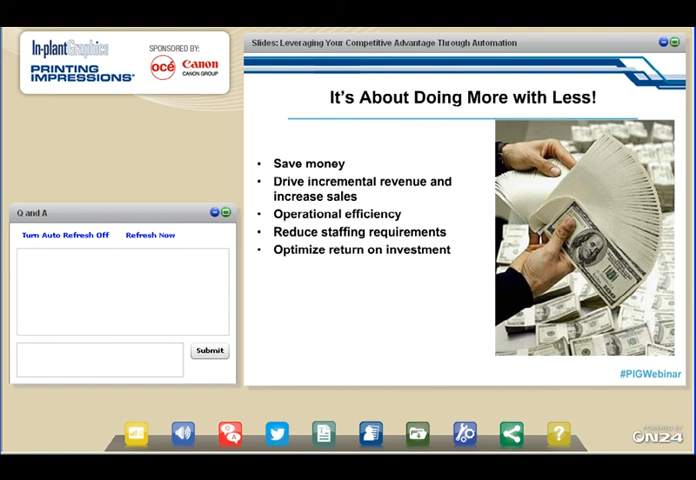 In-plantGraphics
PRINTING
IMPRESSIONS
SPONSORED BY:
océ
Canon
CANON GROUP
Slides: Leveraging Your Competitive Advantage Through Automation
It's About Doing More with Less!
• Save money
• Drive incremental revenue and
increase sales
• Operational efficiency
• Reduce staffing requirements
• Optimize return on investment
#PIGWebinar
Q and A
Turn Auto Refresh Off
Refresh Now
Submit
Q
A
?
POWERED BY
ON24